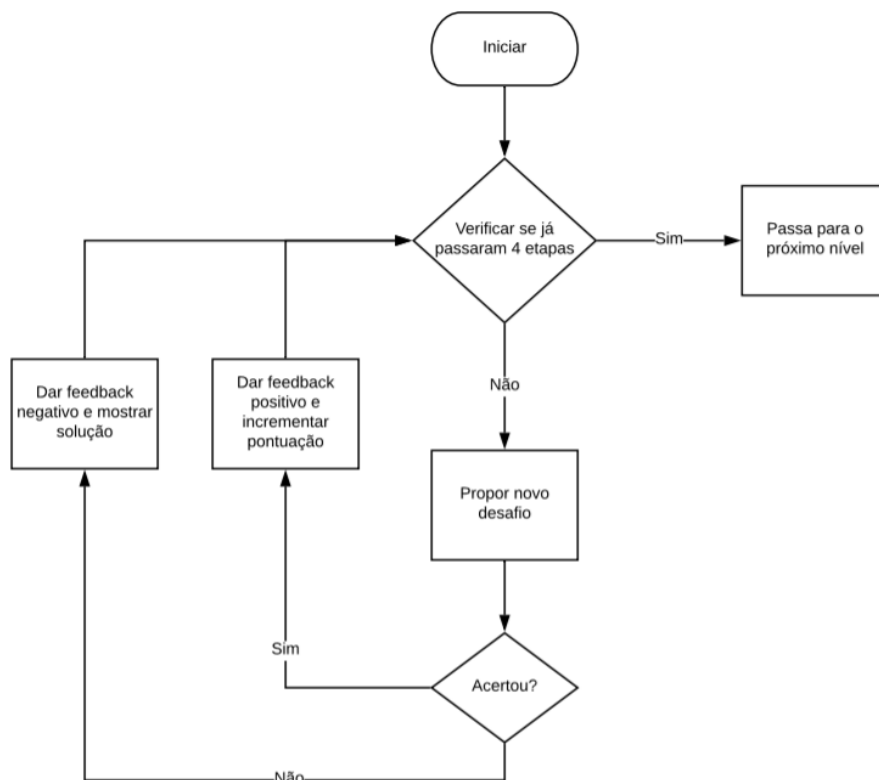 Iniciar
Verificar se já
passaram 4 etapas
Sim
Passa para o
próximo nível
Não
Dar feedback
negativo e mostrar
solução
Dar feedback
positivo e
incrementar
pontuação
Propor novo
desafio
Sim
Acertou?
Não